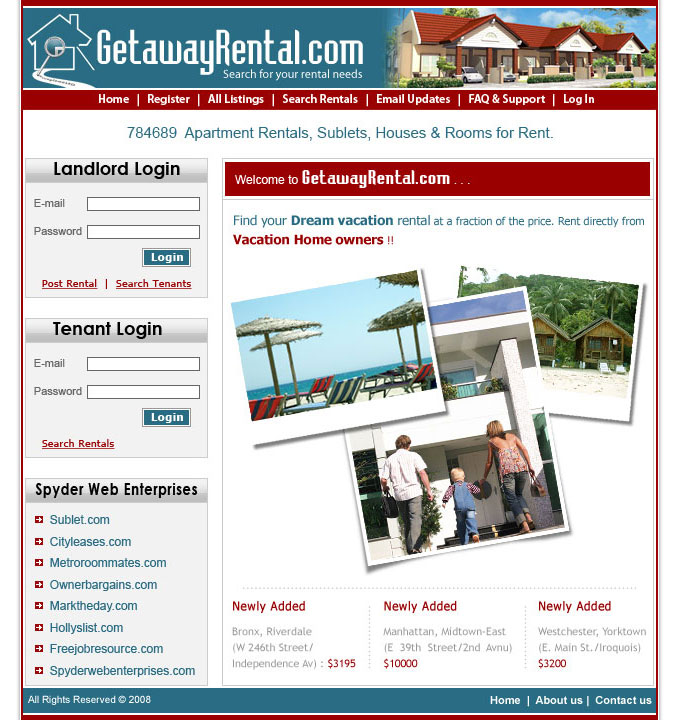 GetawayRental.com
Search for your rental needs
Home | Register | All Listings | Search Rentals | Email Updates | FAQ & Support | Log In
784689 Apartment Rentals, Sublets, Houses & Rooms for Rent.
Landlord Login
E-mail
Password
Login
Post Rental | Search Tenants
Tenant Login
E-mail
Password
Login
Search Rentals
Spyder Web Enterprises
Sublet.com
Cityleases.com
Metroroommates.com
Ownerbargains.com
Marktheday.com
Hollyslist.com
Freejobresource.com
Spyderwebenterprises.com
Welcome to GetawayRental.com . . .
Find your Dream vacation rental at a fraction of the price. Rent directly from
Vacation Home owners !!
Newly Added
Bronx, Riverdale
(W 246th Street/
Independence Av) : $3195
Newly Added
Manhattan, Midtown-East
(E 39th Street/2nd Avnu)
$10000
Newly Added
Westchester, Yorktown
(E. Main St./Iroquois)
$3200
All Rights Reserved © 2008
Home | About us | Contact us